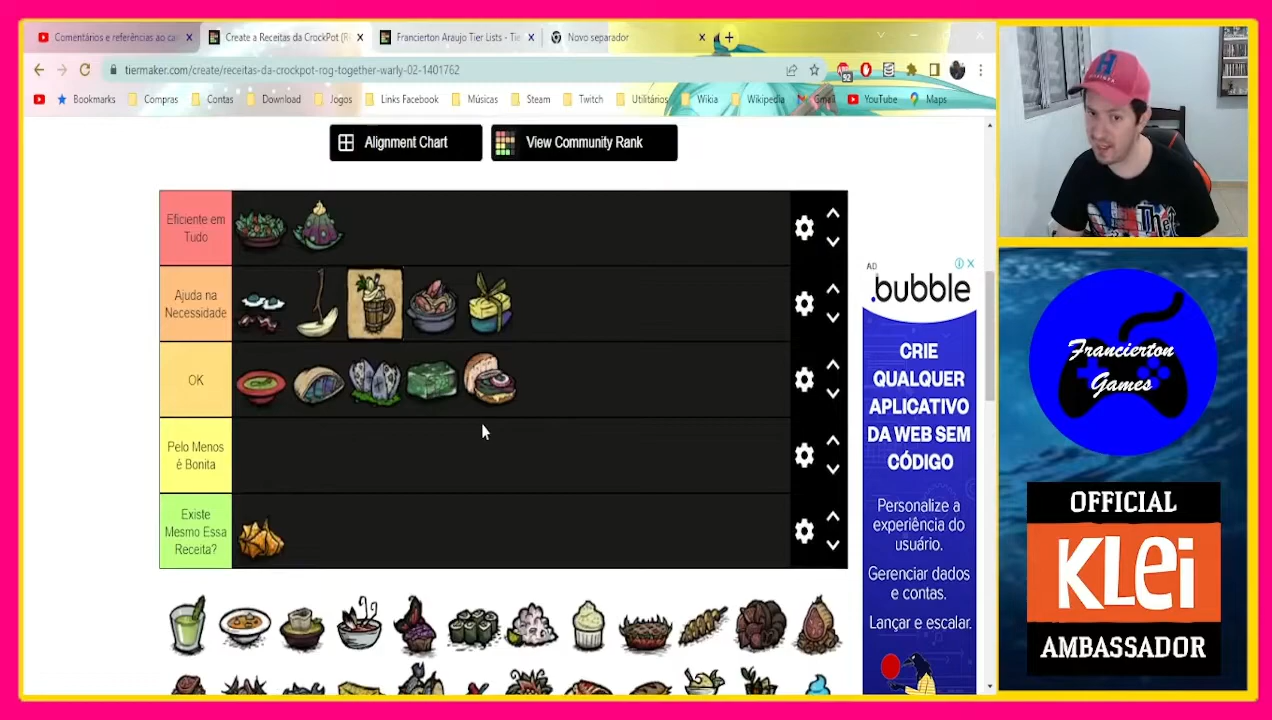 Comentários e referências ao ca
Create a Receitas da CrockPot (R
Francierton Araujo Tier Lists - Tie
Novo separador
tiermaker.com/create/receitas-da-crockpot-rog-together-warly-02-1401762
92
Bookmarks
Compras
Contas
Download
Jogos
Links Facebook
Músicas
Steam
Twitch
Utilitários
Wikia
Wikipedia
Gmail
YouTube
Maps
Alignment Chart
View Community Rank
Eficiente em
Tudo
Ajuda na
Necessidade
OK
Pelo Menos
é Bonita
Existe
Mesmo Essa
Receita?
AD
.bubble
CRIE
QUALQUER
APLICATIVO
DA WEB SEM
CÓDIGO
Personalize a
experiência do
usuário.
Gerenciar dados
e contas.
Lançar e escalar.
H
Francierton
Games
OFFICIAL
KLEi
AMBASSADOR